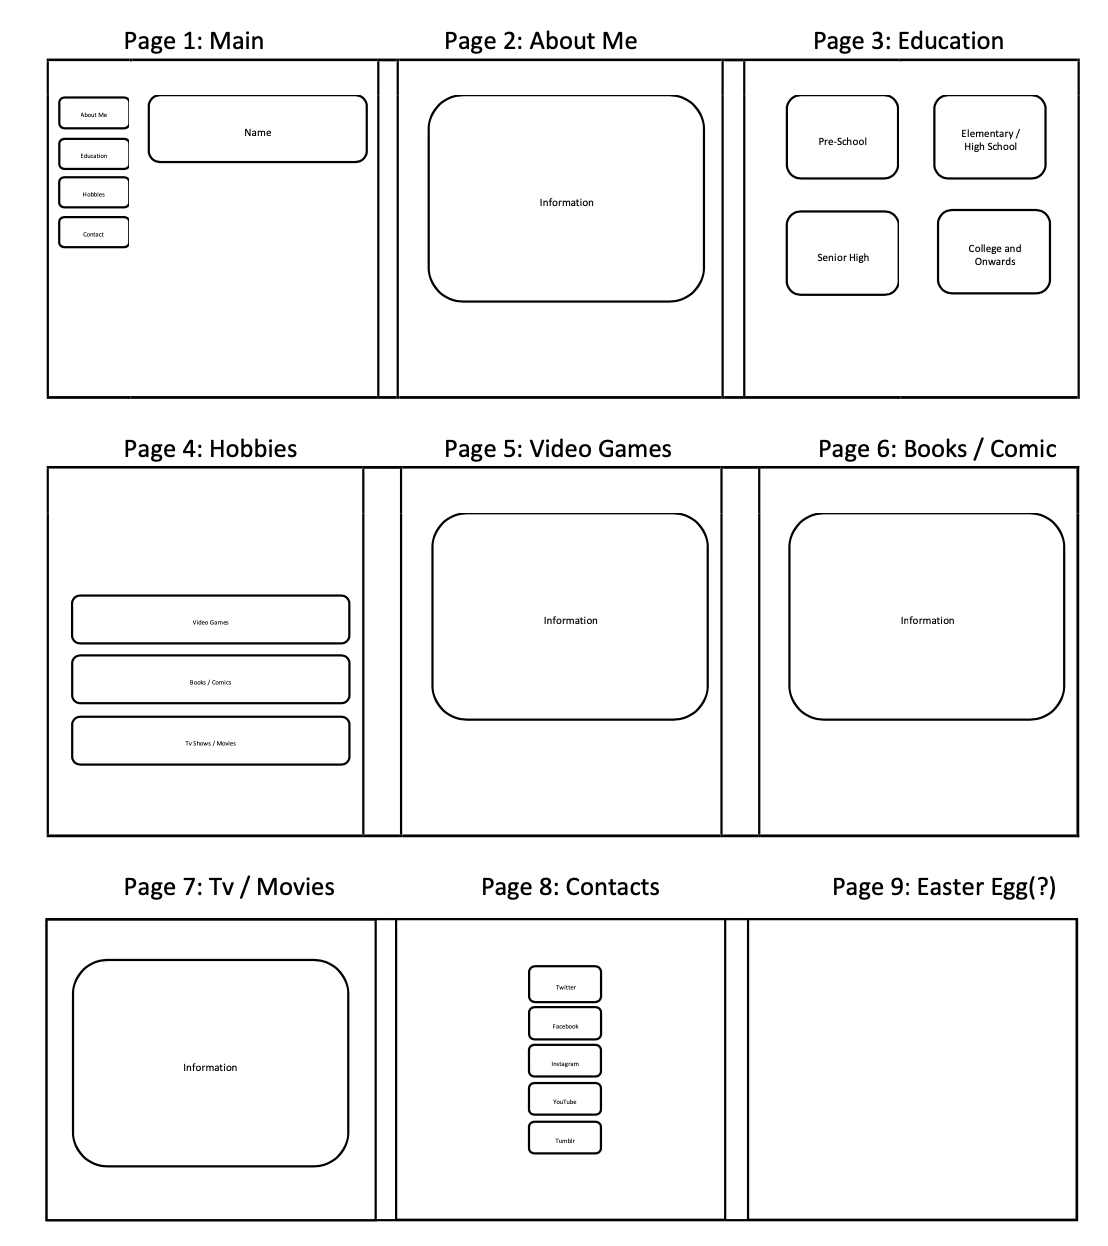 Page 1: Main
Page 2: About Me
Page 3: Education
About Me
Education
Hobbies
Contact
Name
Information
Pre-School
Elementary /
High School
Senior High
College and
Onwards
Page 4: Hobbies
Page 5: Video Games
Page 6: Books / Comic
Video Games
Books / Comics
Tv Shows / Movies
Information
Information
Page 7: Tv / Movies
Page 8: Contacts
Page 9: Easter Egg(?)
Information
Twitter
Facebook
Instagram
YouTube
Tumblr